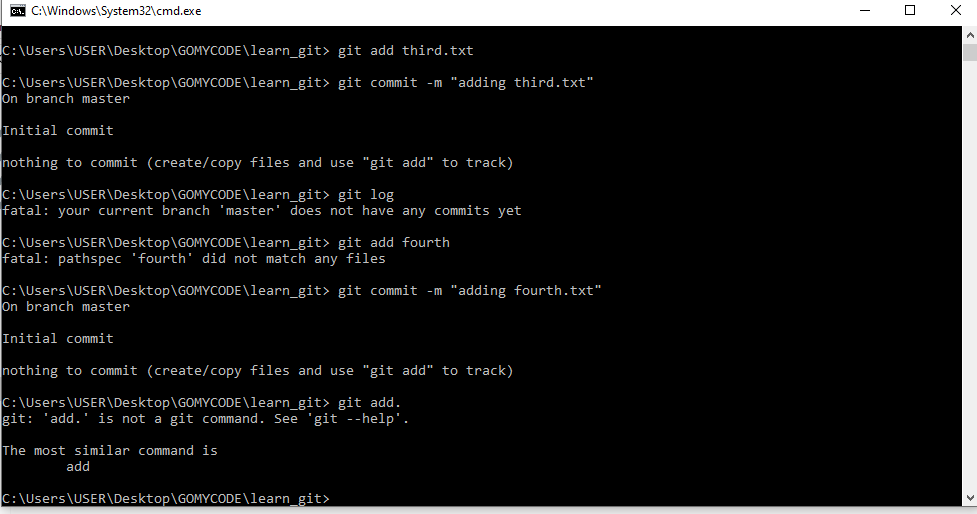 C:\Windows\System32\cmd.exe
C:\Users\USER\Desktop\GOMYCODE\learn_git> git add third.txt
C:\Users\USER\Desktop\GOMYCODE\learn_git> git commit -m "adding third.txt"
On branch master
Initial commit
nothing to commit (create/copy files and use "git add" to track)
C:\Users\USER\Desktop\GOMYCODE\learn_git> git log
fatal: your current branch 'master' does not have any commits yet
C:\Users\USER\Desktop\GOMYCODE\learn_git> git add fourth
fatal: pathspec 'fourth' did not match any files
C:\Users\USER\Desktop\GOMYCODE\learn_git> git commit -m "adding fourth.txt"
On branch master
Initial commit
nothing to commit (create/copy files and use "git add" to track)
C:\Users\USER\Desktop\GOMYCODE\learn_git> git add.
git: 'add.' is not a git command. See 'git --help'.
The most similar command is
add
C:\Users\USER\Desktop\GOMYCODE\learn_git>